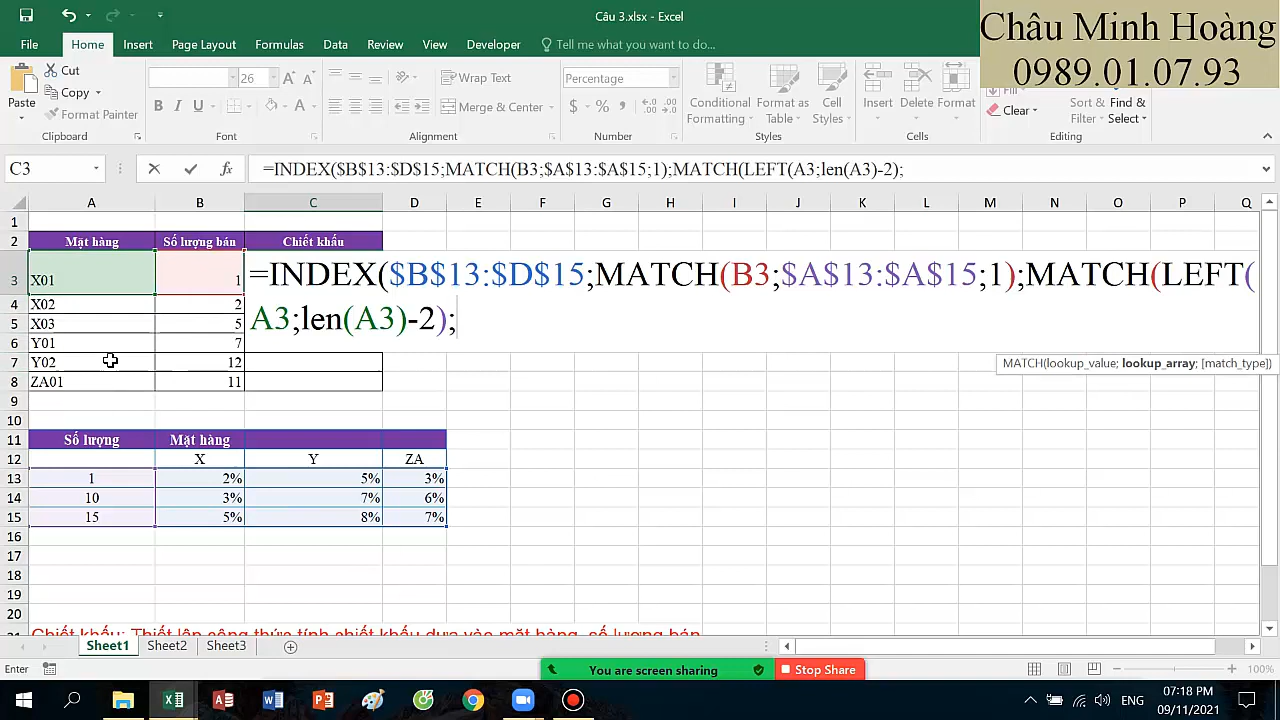 Câu 3.xlsx - Excel
Châu Minh Hoàng
0989.01.07.93
File Home Insert Page Layout Formulas Data Review View Developer Tell me what you want to do...
Paste
Cut
Copy
Format Painter
Clipboard
26
B I U
Font
Wrap Text
Merge & Center
Alignment
Percentage
$ % ,
Number
Conditional Formatting
Format as Table
Cell Styles
Styles
Insert Delete Format
Cells
Fill
Clear
Sort & Filter
Find & Select
Editing
C3 fx =INDEX($B$13:$D$15;MATCH(B3;$A$13:$A$15;1);MATCH(LEFT(A3;len(A3)-2);
A B C D E F G H I J K L M N O P Q
1
2 Mặt hàng Số lượng bán Chiết khấu
3 X01 1 =INDEX($B$13:$D$15;MATCH(B3;$A$13:$A$15;1);MATCH(LEFT(
A3;len(A3)-2);
4 X02 2
5 X03 5
6 Y01 7
7 Y02 12
MATCH(lookup_value; lookup_array; [match_type])
8 ZA01 11
9
10
11 Số lượng Mặt hàng
12 X Y ZA
13 1 2% 5% 3%
14 10 3% 7% 6%
15 15 5% 8% 7%
16
17
18
19
20
Chiết khấu: Thiết lập công thức tính chiết khấu dựa vào mặt hàng, số lượng bán
Sheet1 Sheet2 Sheet3
Enter
You are screen sharing
Stop Share
100%
ENG
07:18 PM
09/11/2021